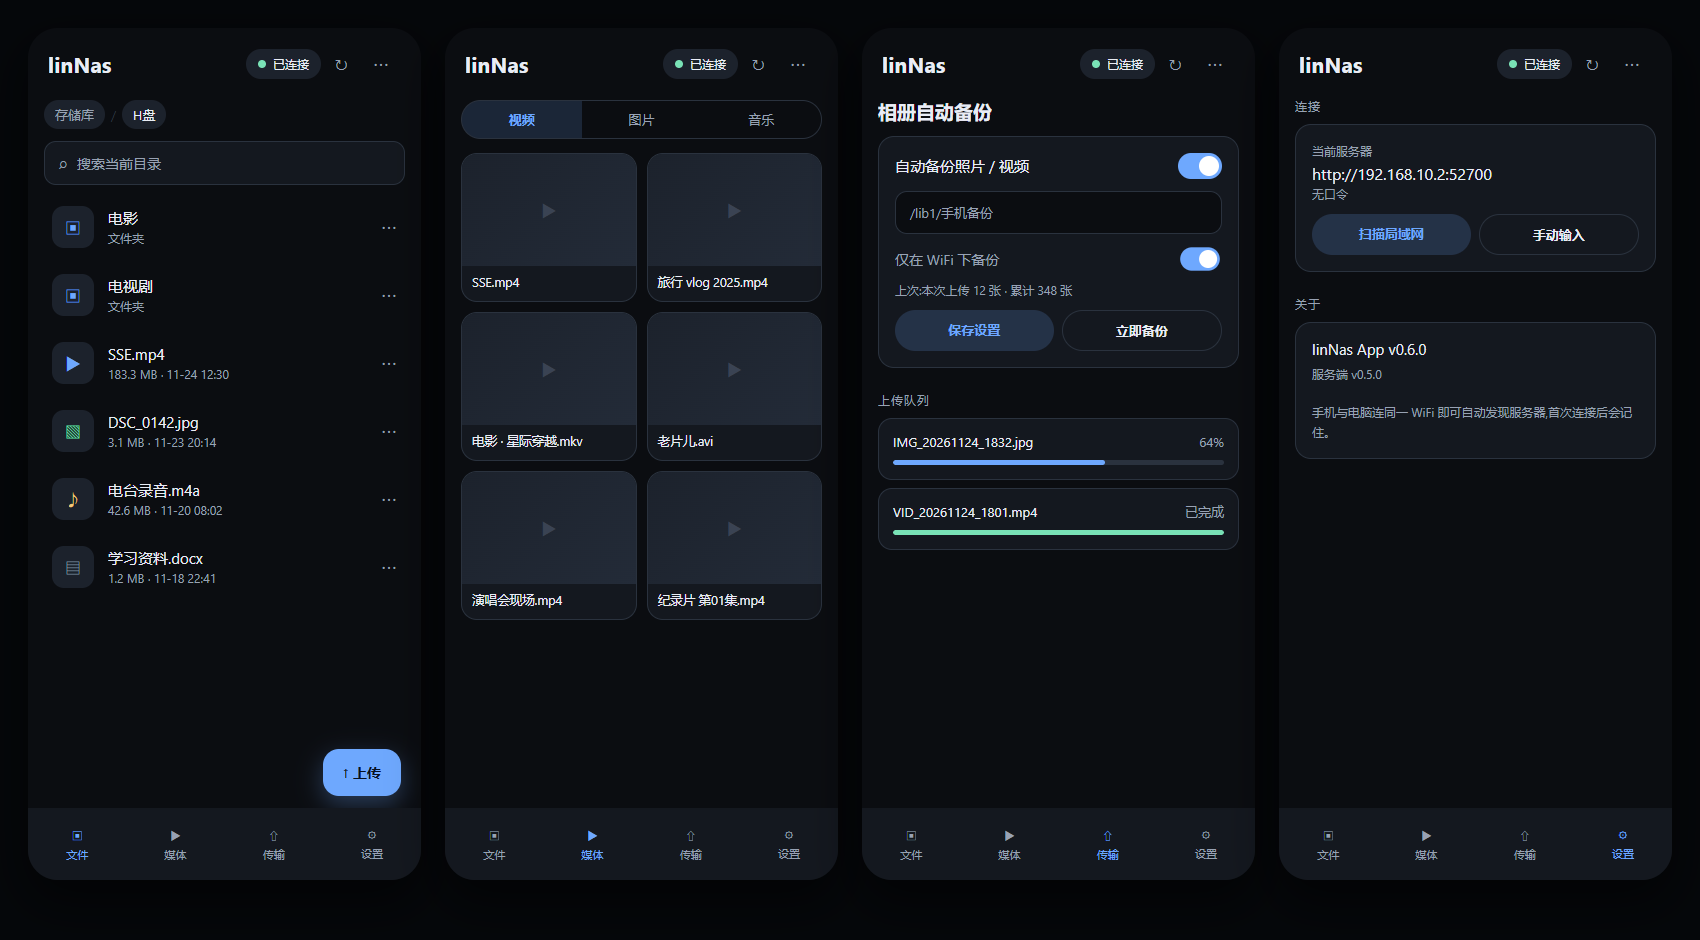 linNas
已连接 ↻ ⋯
存储库 / H盘
搜索当前目录
电影
文件夹
电视剧
文件夹
SSE.mp4
183.3 MB · 11-24 12:30
DSC_0142.jpg
3.1 MB · 11-23 20:14
电台录音.m4a
42.6 MB · 11-20 08:02
学习资料.docx
1.2 MB · 11-18 22:41
↑ 上传
文件 媒体 传输 设置
linNas
已连接 ↻ ⋯
视频 图片 音乐
SSE.mp4
旅行 vlog 2025.mp4
电影 · 星际穿越.mkv
老片儿.avi
演唱会现场.mp4
纪录片 第01集.mp4
文件 媒体 传输 设置
linNas
已连接 ↻ ⋯
相册自动备份
自动备份照片 / 视频
/lib1/手机备份
仅在 WiFi 下备份
上次:本次上传 12 张 · 累计 348 张
保存设置 立即备份
上传队列
IMG_20261124_1832.jpg 64%
VID_20261124_1801.mp4 已完成
文件 媒体 传输 设置
linNas
已连接 ↻ ⋯
连接
当前服务器
http://192.168.10.2:52700
无口令
扫描局域网 手动输入
关于
linNas App v0.6.0
服务端 v0.5.0
手机与电脑连同一 WiFi 即可自动发现服务器,首次连接后会记
住。
文件 媒体 传输 设置